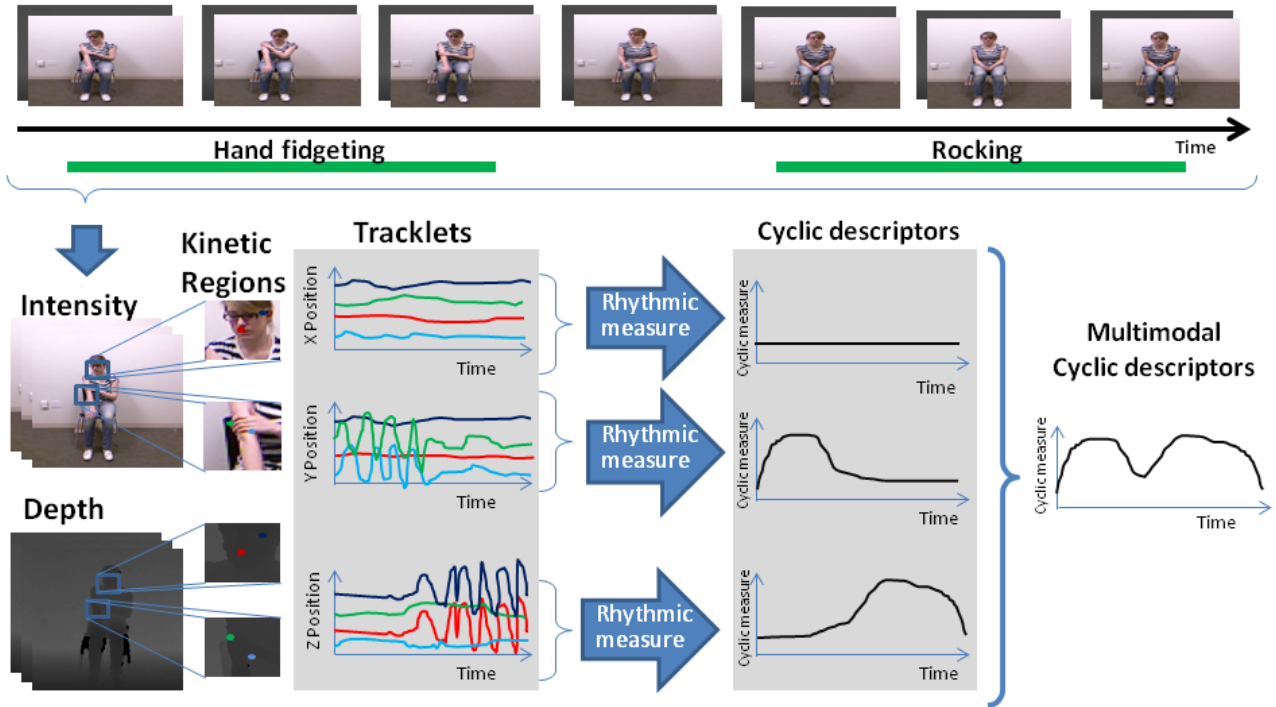 Time
Hand fidgeting
Rocking
Kinetic
Regions
Tracklets
Cyclic descriptors
Intensity
X Position
Time
Rhythmic
measure
Cyclic measure
Time
Multimodal
Cyclic descriptors
Y Position
Time
Rhythmic
measure
Cyclic measure
Time
Cyclic measure
Time
Depth
Z Position
Time
Rhythmic
measure
Cyclic measure
Time